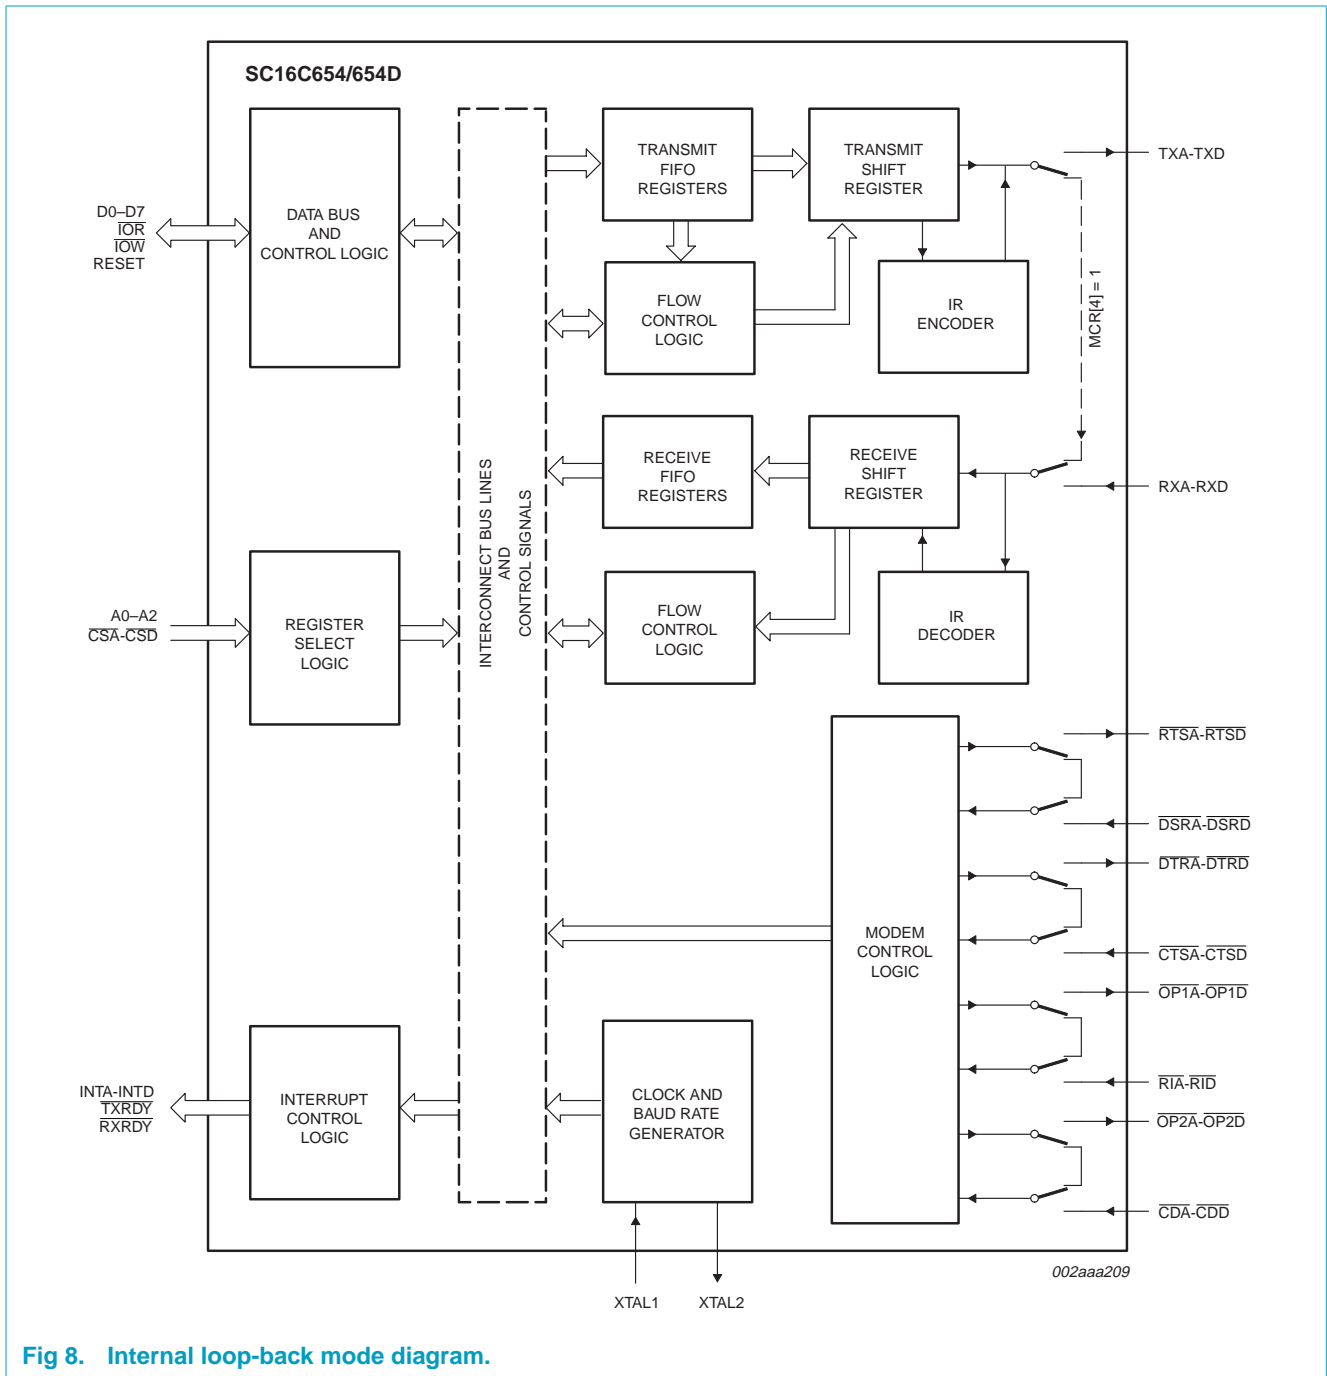 SC16C654/654D
D0–D7
IOR
IOW
RESET
DATA BUS
AND
CONTROL LOGIC
TRANSMIT
FIFO
REGISTERS
TRANSMIT
SHIFT
REGISTER
TXA-TXD
FLOW
CONTROL
LOGIC
IR
ENCODER
MCR[4] = 1
RECEIVE
FIFO
REGISTERS
RECEIVE
SHIFT
REGISTER
RXA-RXD
INTERCONNECT BUS LINES
AND
CONTROL SIGNALS
A0–A2
CSA-CSD
REGISTER
SELECT
LOGIC
FLOW
CONTROL
LOGIC
IR
DECODER
RTSA-RTSD
DSRA-DSRD
DTRA-DTRD
MODEM
CONTROL
LOGIC
CTSA-CTSD
OP1A-OP1D
RIA-RID
OP2A-OP2D
CDA-CDD
INTA-INTD
TXRDY
RXRDY
INTERRUPT
CONTROL
LOGIC
CLOCK AND
BAUD RATE
GENERATOR
XTAL1
XTAL2
002aaa209
Fig 8. Internal loop-back mode diagram.